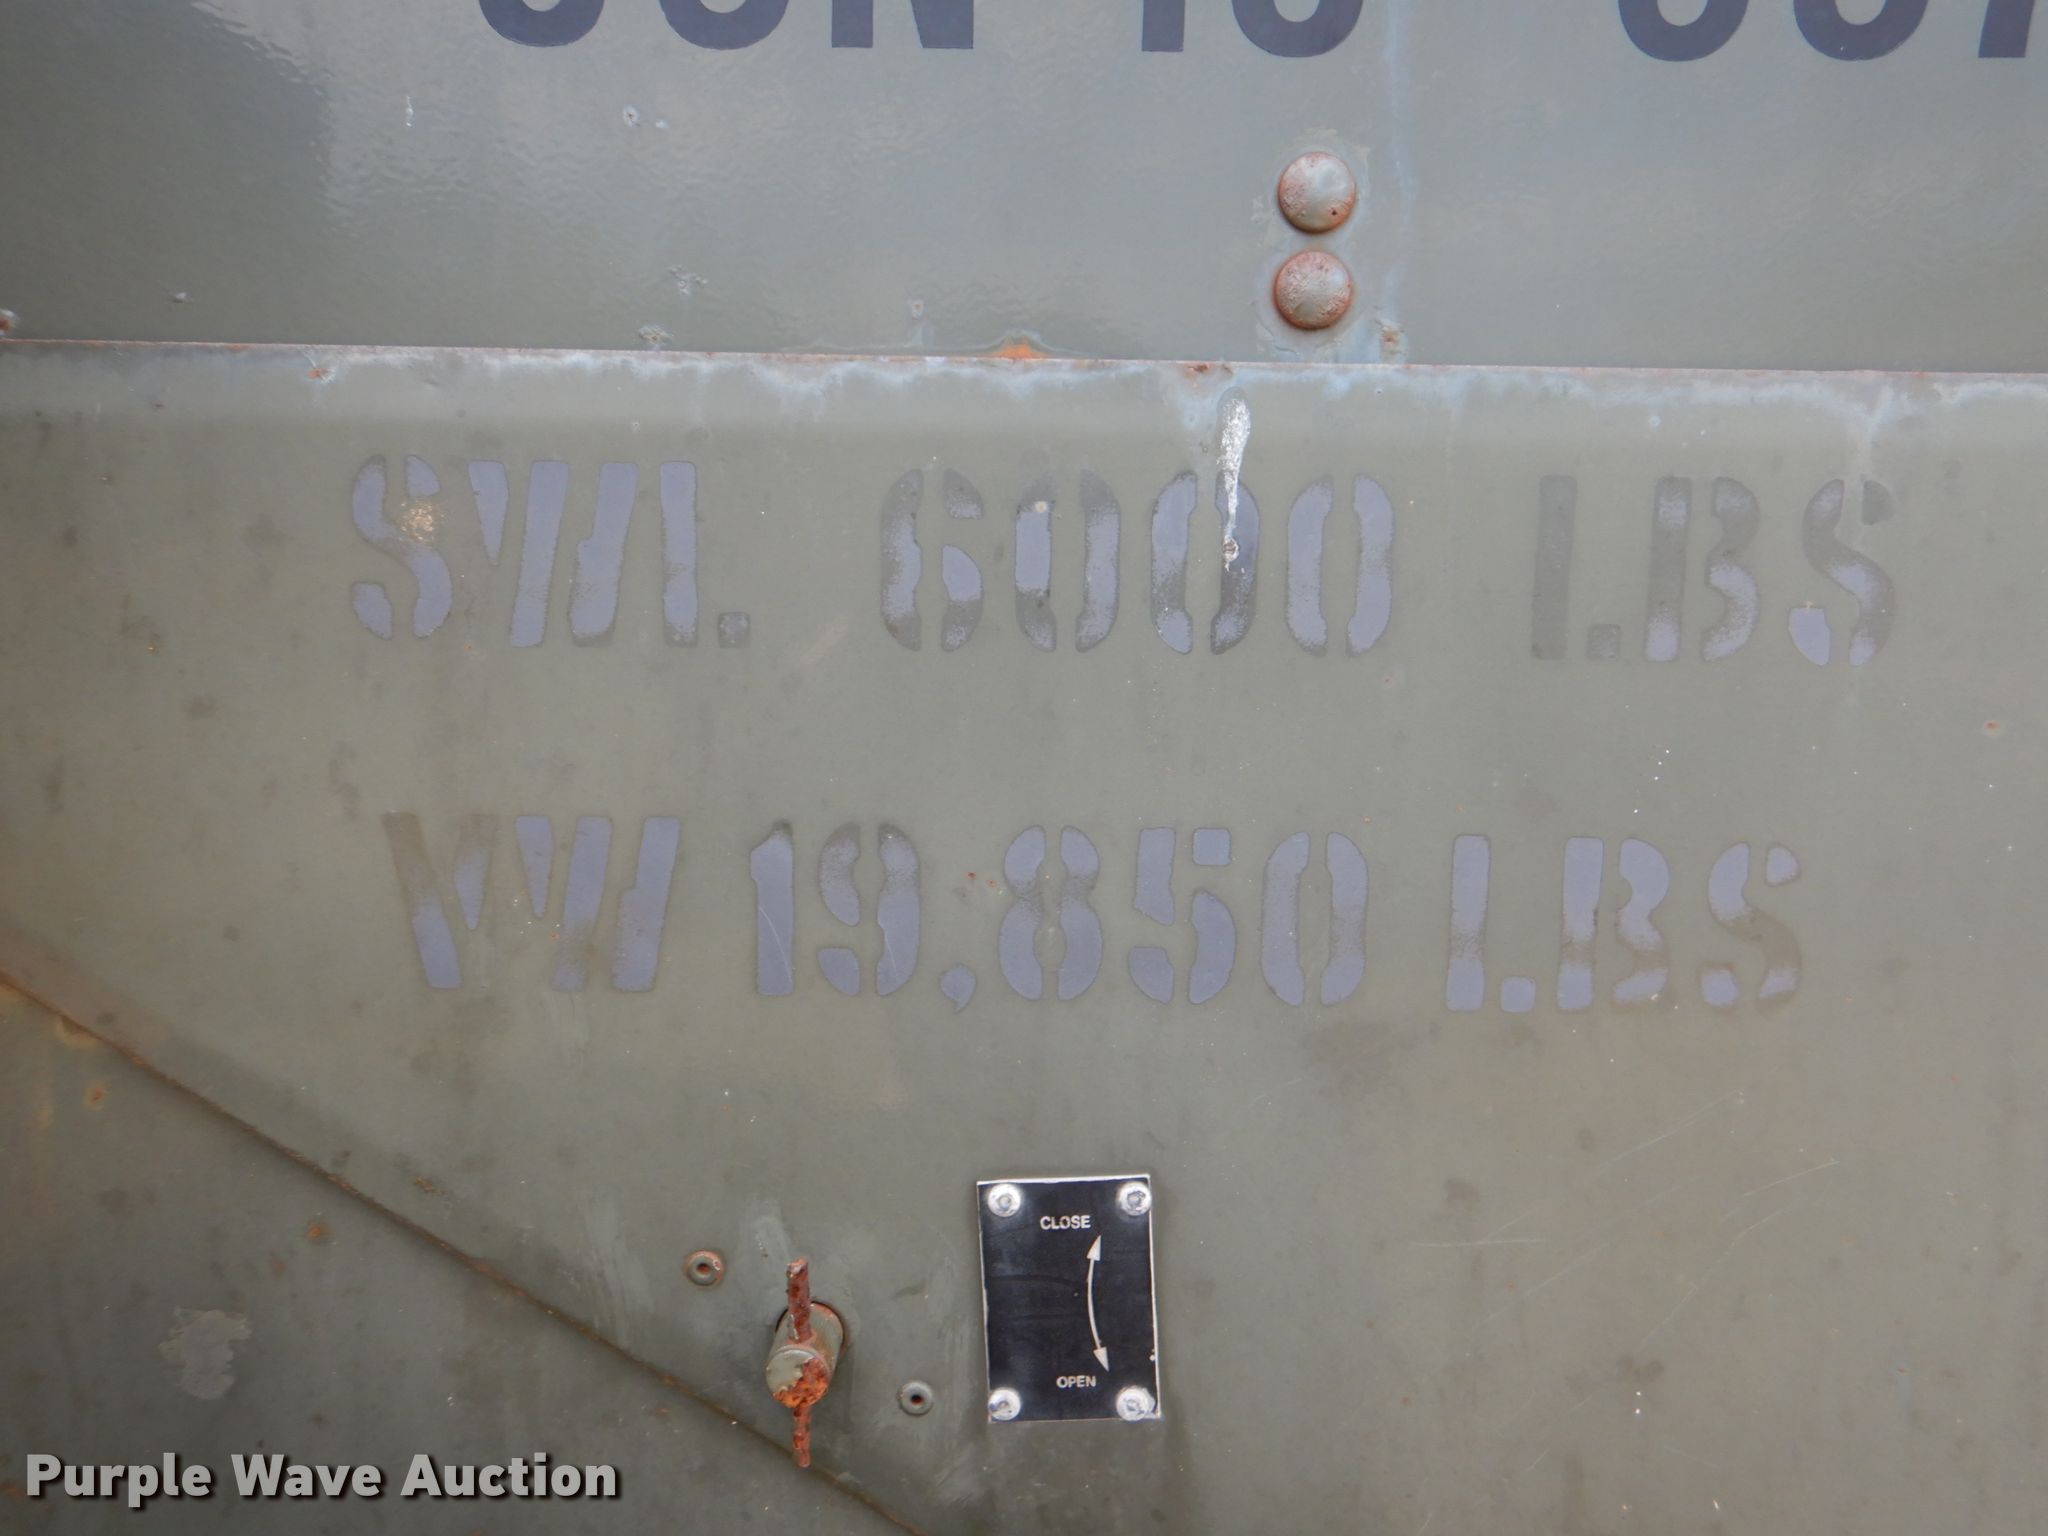 SWL 6000 LBS
VW 19,850 LBS
CLOSE
OPEN
Purple Wave Auction